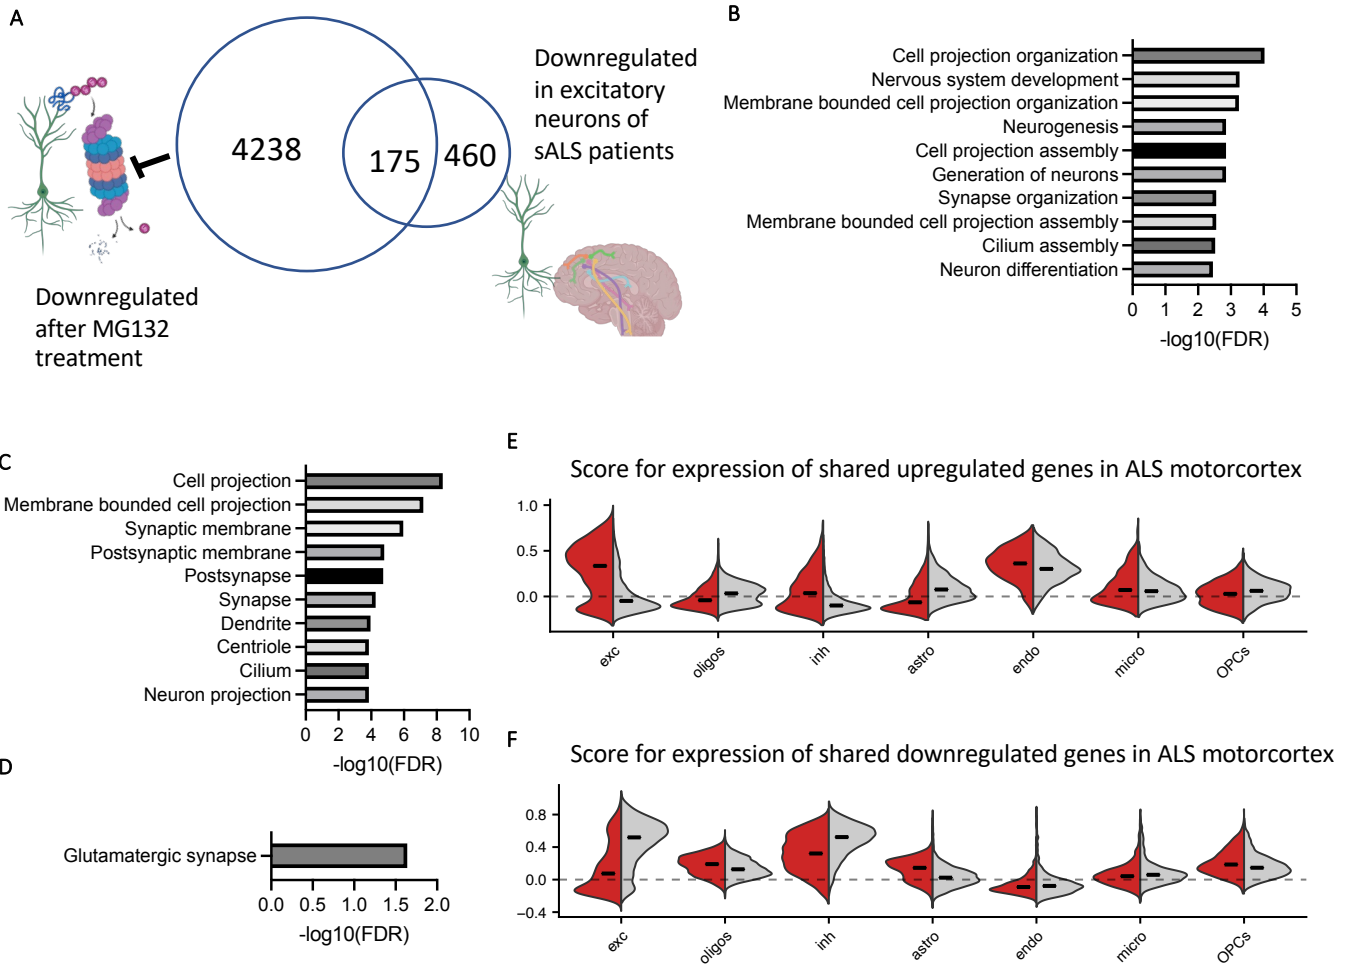 A
Downregulated
in excitatory
neurons of
sALS patients
4238
175
460
Downregulated
after MG132
treatment
B
Cell projection organization
Nervous system development
Membrane bounded cell projection organization
Neurogenesis
Cell projection assembly
Generation of neurons
Synapse organization
Membrane bounded cell projection assembly
Cilium assembly
Neuron differentiation
0 1 2 3 4 5
-log10(FDR)
C
Cell projection
Membrane bounded cell projection
Synaptic membrane
Postsynaptic membrane
Postsynapse
Synapse
Dendrite
Centriole
Cilium
Neuron projection
0 2 4 6 8 10
-log10(FDR)
D
Glutamatergic synapse
0.0 0.5 1.0 1.5 2.0
-log10(FDR)
E
Score for expression of shared upregulated genes in ALS motorcortex
1.0
0.5
0.0
exc oligos inh astro endo micro OPCs
F
Score for expression of shared downregulated genes in ALS motorcortex
0.8
0.4
0.0
−0.4
exc oligos inh astro endo micro OPCs